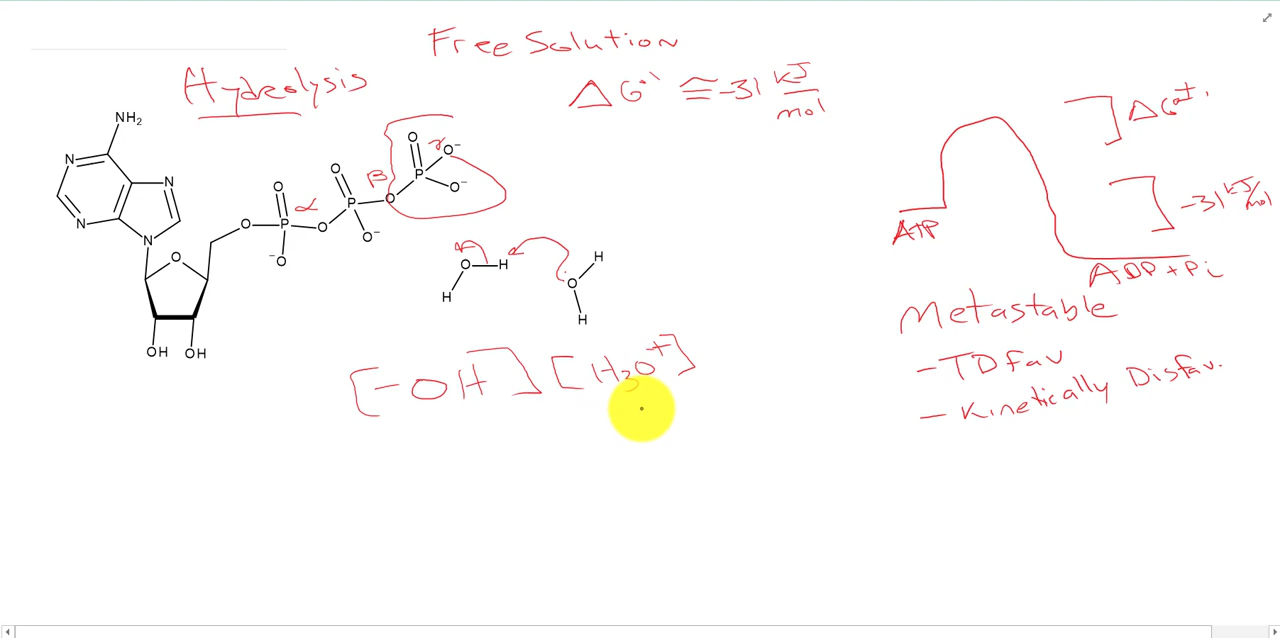 Free Solution
Hydrolysis
ΔG°' ≅ -31 kJ/mol
NH₂
N
N
N
N
O
OH OH
O
O
P
⁻O
α
O
O
P
O⁻
β
O
O
P
γ
O⁻
O⁻
O
H
H
O
H
H
[-OH] [H₃O⁺]
ΔG°‡
-31 kJ/mol
ATP
ADP + Pi
Metastable
- TD Fav
- Kinetically Disfav.